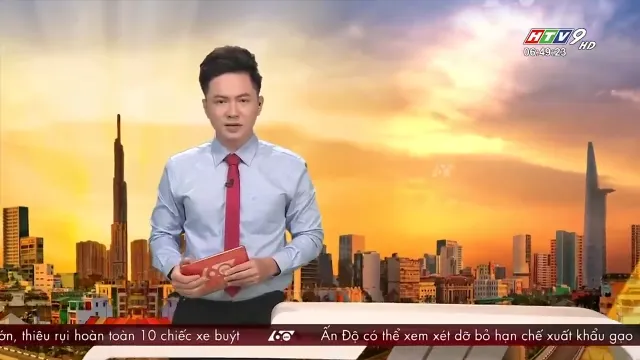 HTV9 HD
06:49:23
ớn, thiêu rụi hoàn toàn 10 chiếc xe buýt 60 Ấn Độ có thể xem xét dỡ bỏ hạn chế xuất khẩu gạo